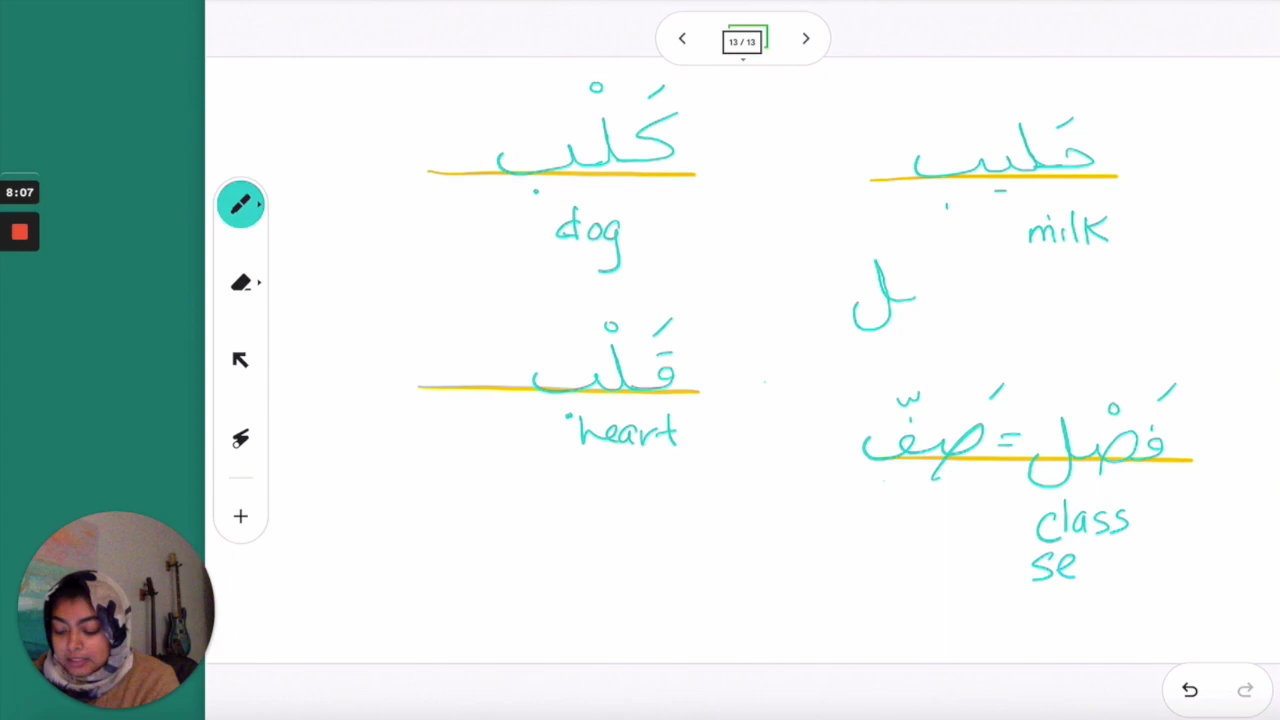 13 / 13
8:07
حَليب
milk
كَلْب
dog
ل
قَلْب
heart
فَصْل = صَفّ
class
se